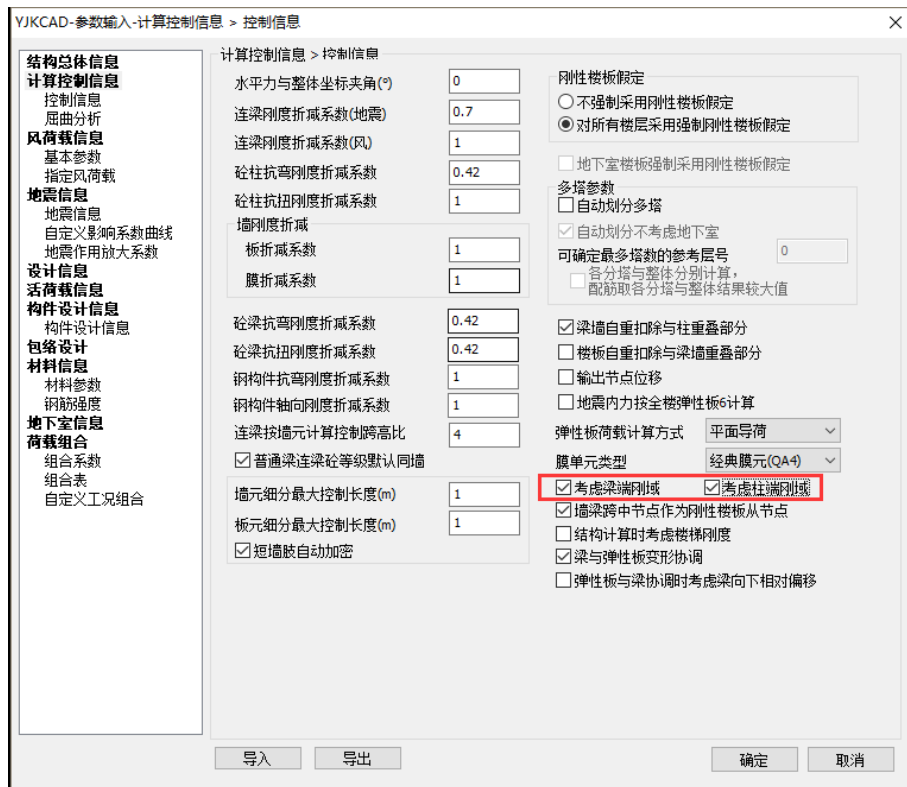 YJKCAD-参数输入-计算控制信息 > 控制信息
结构总体信息
计算控制信息
控制信息
屈曲分析
风荷载信息
基本参数
指定风荷载
地震信息
地震信息
自定义影响系数曲线
地震作用放大系数
设计信息
活荷载信息
构件设计信息
构件设计信息
包络设计
材料信息
材料参数
钢筋强度
地下室信息
荷载组合
组合系数
组合表
自定义工况组合
计算控制信息 > 控制信息
水平力与整体坐标夹角(°) 0
连梁刚度折减系数(地震) 0.7
连梁刚度折减系数(风) 1
砼柱抗弯刚度折减系数 0.42
砼柱抗扭刚度折减系数 1
墙刚度折减
板折减系数 1
膜折减系数 1
砼梁抗弯刚度折减系数 0.42
砼梁抗扭刚度折减系数 0.42
钢构件抗弯刚度折减系数 1
钢构件轴向刚度折减系数 1
连梁按墙元计算控制跨高比 4
普通梁连梁砼等级默认同墙
墙元细分最大控制长度(m) 1
板元细分最大控制长度(m) 1
短墙肢自动加密
刚性楼板假定
不强制采用刚性楼板假定
对所有楼层采用强制刚性楼板假定
地下室楼板强制采用刚性楼板假定
多塔参数
自动划分多塔
自动划分不考虑地下室
可确定最多塔数的参考层号 0
各分塔与整体分别计算，
配筋取各分塔与整体结果较大值
梁墙自重扣除与柱重叠部分
楼板自重扣除与梁墙重叠部分
输出节点位移
地震内力按全楼弹性板6计算
弹性板荷载计算方式 平面导荷
膜单元类型 经典膜元(QA4)
考虑梁端刚域 考虑柱端刚域
墙梁跨中节点作为刚性楼板从节点
结构计算时考虑楼梯刚度
梁与弹性板变形协调
弹性板与梁协调时考虑梁向下相对偏移
导入 导出 确定 取消